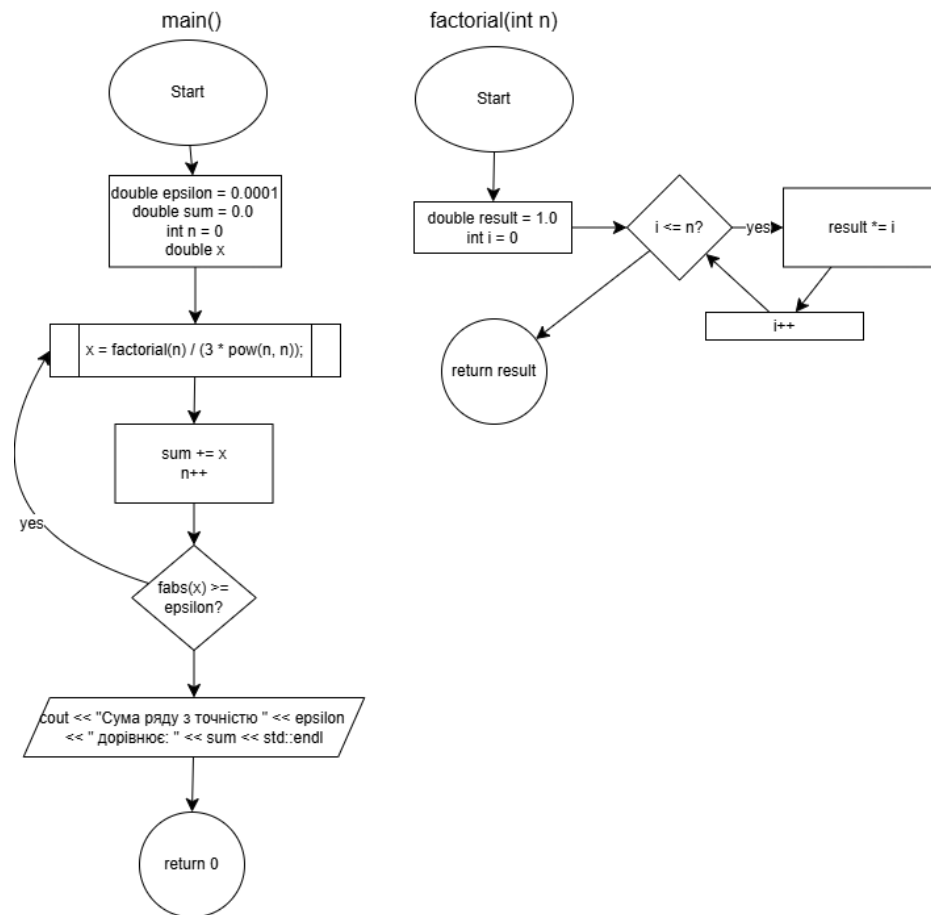 main()
Start
double epsilon = 0.0001
double sum = 0.0
int n = 0
double x
x = factorial(n) / (3 * pow(n, n));
sum += x
n++
yes
fabs(x) >=
epsilon?
cout << "Сума ряду з точністю " << epsilon
<< " дорівнює: " << sum << std::endl
return 0
factorial(int n)
Start
double result = 1.0
int i = 0
i <= n?
yes
result *= i
i++
return result